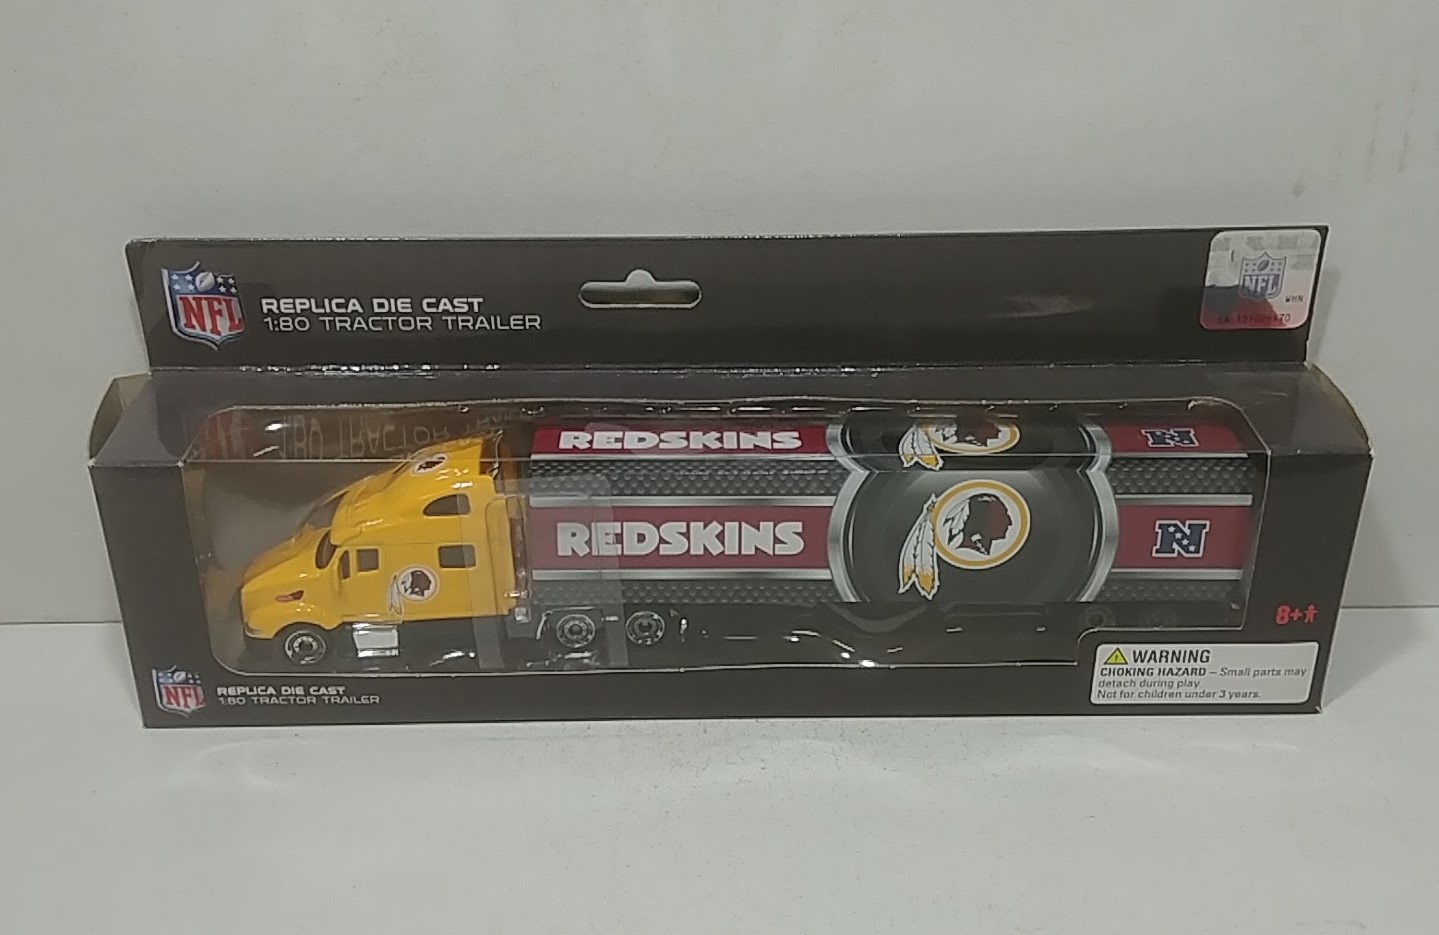 NFL
REPLICA DIE CAST
1:80 TRACTOR TRAILER
NFL
WHN
REDSKINS
N
REDSKINS
N
8+
NFL
REPLICA DIE CAST
1:80 TRACTOR TRAILER
WARNING
CHOKING HAZARD – Small parts may
detach during play.
Not for children under 3 years.